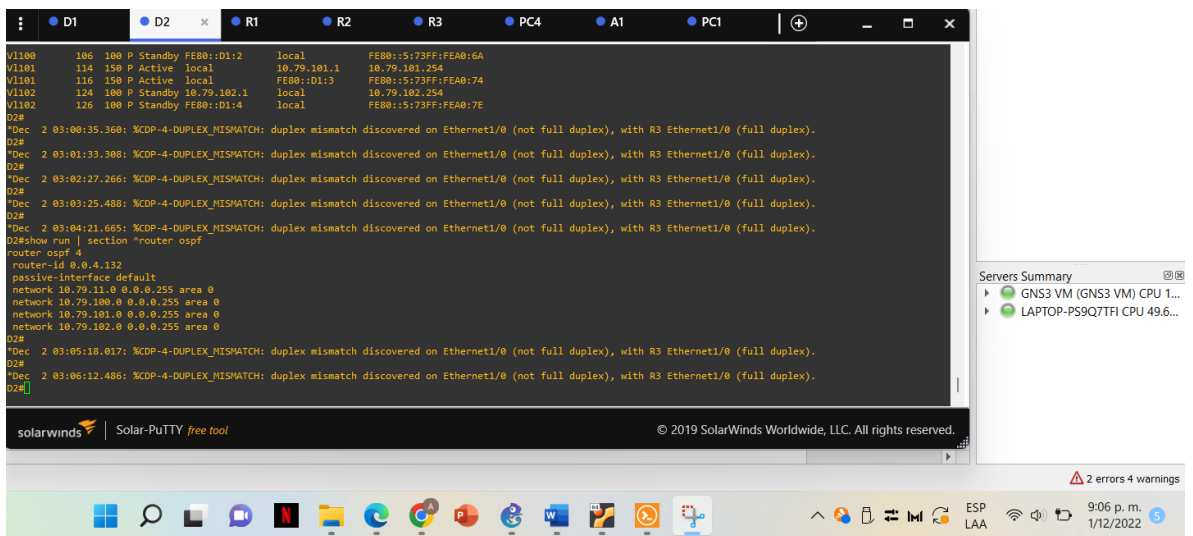 D1
D2
R1
R2
R3
PC4
A1
PC1
Vl100 106 100 P Standby FE80::D1:2 local FE80::5:73FF:FEA0:6A
Vl101 114 150 P Active local 10.79.101.1 10.79.101.254
Vl101 116 150 P Active local FE80::D1:3 FE80::5:73FF:FEA0:74
Vl102 124 100 P Standby 10.79.102.1 local 10.79.102.254
Vl102 126 100 P Standby FE80::D1:4 local FE80::5:73FF:FEA0:7E
D2#
*Dec 2 03:00:35.360: %CDP-4-DUPLEX_MISMATCH: duplex mismatch discovered on Ethernet1/0 (not full duplex), with R3 Ethernet1/0 (full duplex).
D2#
*Dec 2 03:01:33.308: %CDP-4-DUPLEX_MISMATCH: duplex mismatch discovered on Ethernet1/0 (not full duplex), with R3 Ethernet1/0 (full duplex).
D2#
*Dec 2 03:02:27.266: %CDP-4-DUPLEX_MISMATCH: duplex mismatch discovered on Ethernet1/0 (not full duplex), with R3 Ethernet1/0 (full duplex).
D2#
*Dec 2 03:03:25.488: %CDP-4-DUPLEX_MISMATCH: duplex mismatch discovered on Ethernet1/0 (not full duplex), with R3 Ethernet1/0 (full duplex).
D2#
*Dec 2 03:04:21.665: %CDP-4-DUPLEX_MISMATCH: duplex mismatch discovered on Ethernet1/0 (not full duplex), with R3 Ethernet1/0 (full duplex).
D2#show run | section ^router ospf
router ospf 4
router-id 0.0.4.132
passive-interface default
network 10.79.11.0 0.0.0.255 area 0
network 10.79.100.0 0.0.0.255 area 0
network 10.79.101.0 0.0.0.255 area 0
network 10.79.102.0 0.0.0.255 area 0
D2#
*Dec 2 03:05:18.017: %CDP-4-DUPLEX_MISMATCH: duplex mismatch discovered on Ethernet1/0 (not full duplex), with R3 Ethernet1/0 (full duplex).
D2#
*Dec 2 03:06:12.486: %CDP-4-DUPLEX_MISMATCH: duplex mismatch discovered on Ethernet1/0 (not full duplex), with R3 Ethernet1/0 (full duplex).
D2#
solarwinds Solar-PuTTY free tool
© 2019 SolarWinds Worldwide, LLC. All rights reserved.
Servers Summary
GNS3 VM (GNS3 VM) CPU 1...
LAPTOP-PS9Q7TFI CPU 49.6...
2 errors 4 warnings
ESP
LAA
9:06 p. m.
1/12/2022
5